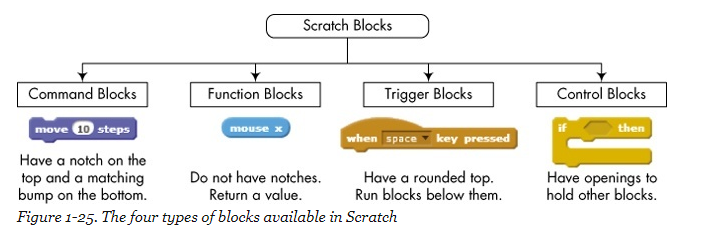 Scratch Blocks
Command Blocks
move 10 steps
Have a notch on the
top and a matching
bump on the bottom.
Function Blocks
mouse x
Do not have notches.
Return a value.
Trigger Blocks
when space key pressed
Have a rounded top.
Run blocks below them.
Control Blocks
if then
Have openings to
hold other blocks.
Figure 1-25. The four types of blocks available in Scratch